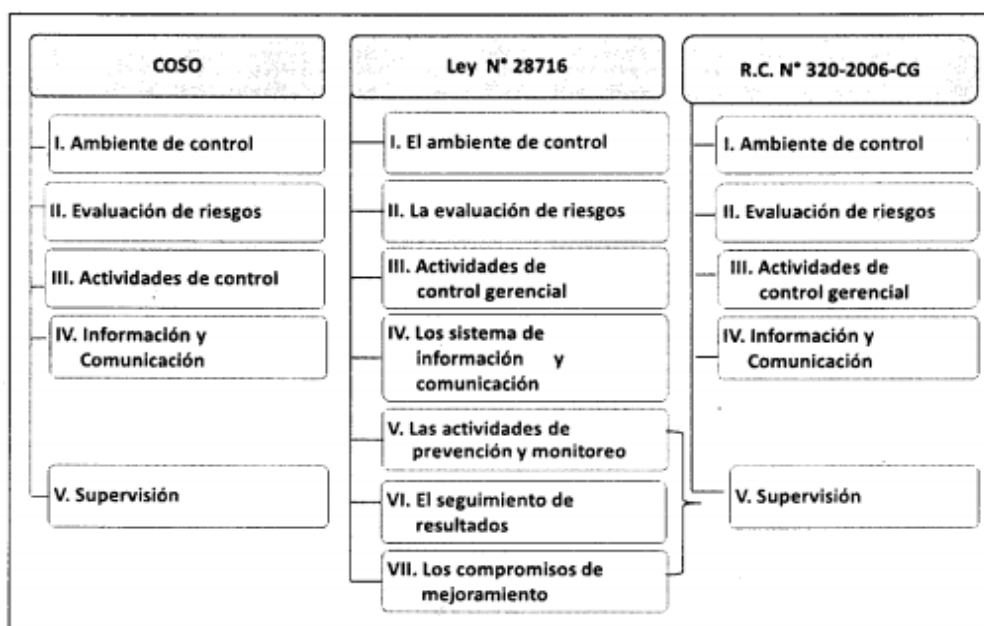 COSO
I. Ambiente de control
II. Evaluación de riesgos
III. Actividades de control
IV. Información y
Comunicación
V. Supervisión
Ley N° 28716
I. El ambiente de control
II. La evaluación de riesgos
III. Actividades de
control gerencial
IV. Los sistema de
información y
comunicación
V. Las actividades de
prevención y monitoreo
VI. El seguimiento de
resultados
VII. Los compromisos de
mejoramiento
R.C. N° 320-2006-CG
I. Ambiente de control
II. Evaluación de riesgos
III. Actividades de
control gerencial
IV. Información y
Comunicación
V. Supervisión